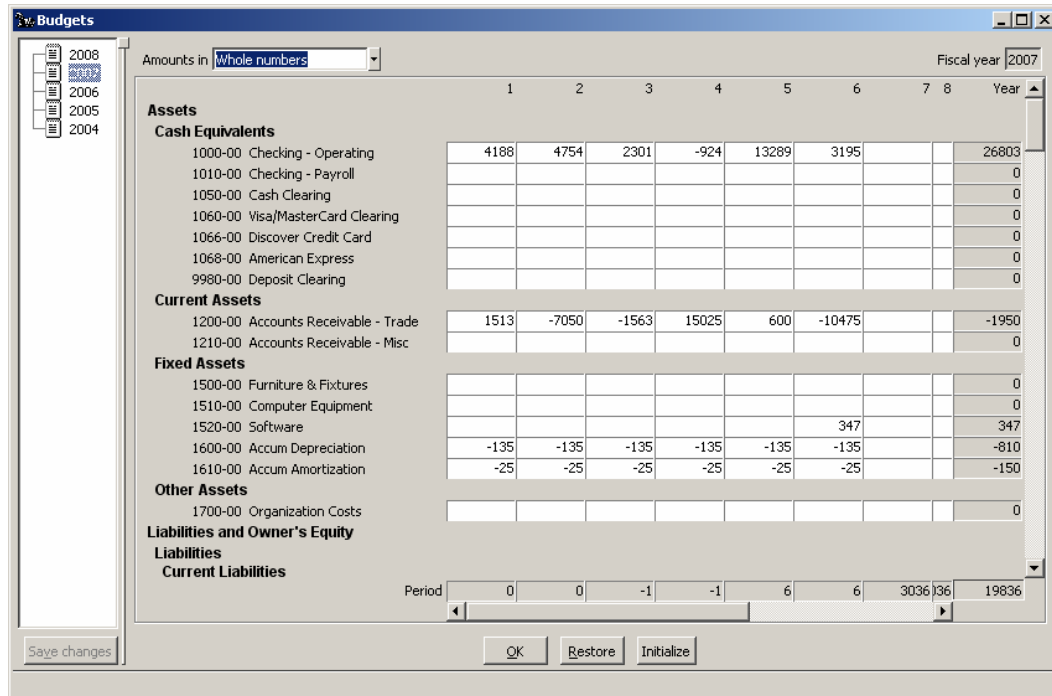 Budgets
2008
2007
2006
2005
2004
Amounts in Whole numbers Fiscal year 2007
1 2 3 4 5 6 7 8 Year
Assets
Cash Equivalents
1000-00 Checking - Operating 4188 4754 2301 -924 13289 3195 26803
1010-00 Checking - Payroll 0
1050-00 Cash Clearing 0
1060-00 Visa/MasterCard Clearing 0
1066-00 Discover Credit Card 0
1068-00 American Express 0
9980-00 Deposit Clearing 0
Current Assets
1200-00 Accounts Receivable - Trade 1513 -7050 -1563 15025 600 -10475 -1950
1210-00 Accounts Receivable - Misc 0
Fixed Assets
1500-00 Furniture & Fixtures 0
1510-00 Computer Equipment 0
1520-00 Software 347 347
1600-00 Accum Depreciation -135 -135 -135 -135 -135 -135 -810
1610-00 Accum Amortization -25 -25 -25 -25 -25 -25 -150
Other Assets
1700-00 Organization Costs 0
Liabilities and Owner's Equity
Liabilities
Current Liabilities
Period 0 0 -1 -1 6 6 3036 36 19836
Save changes OK Restore Initialize